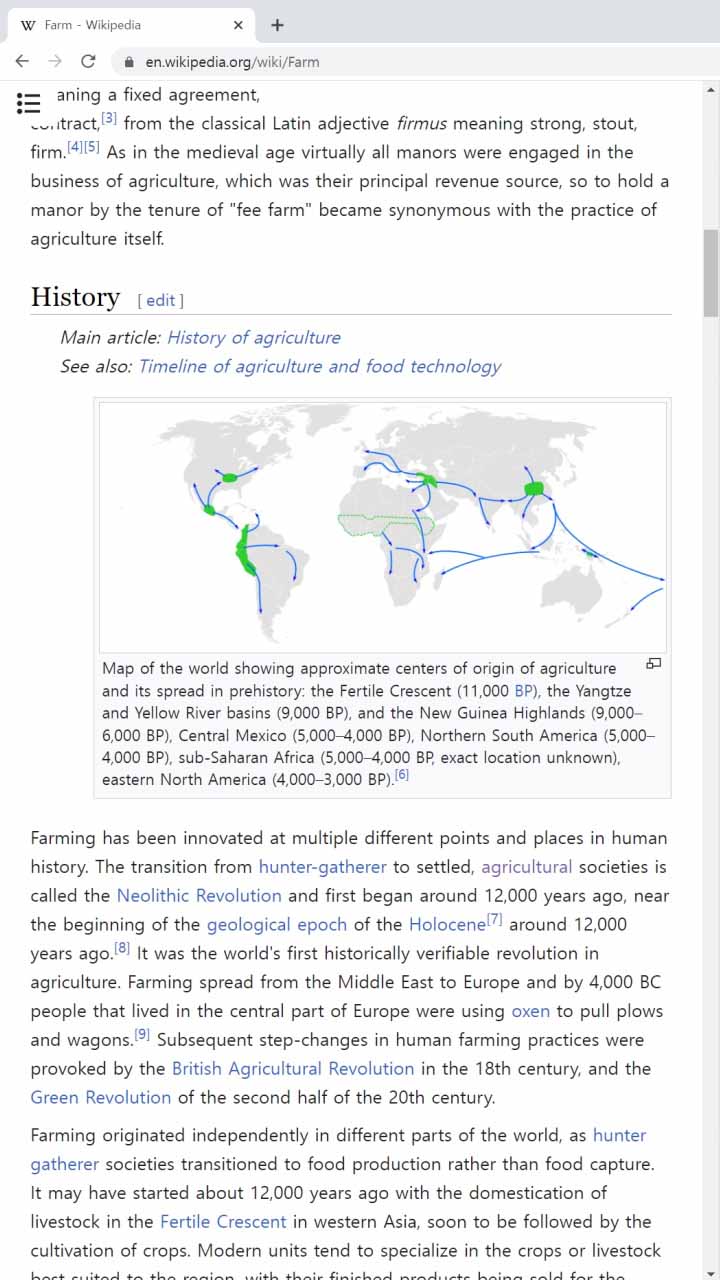 W Farm - Wikipedia
en.wikipedia.org/wiki/Farm
aning a fixed agreement,
contract,[3] from the classical Latin adjective firmus meaning strong, stout,
firm.[4][5] As in the medieval age virtually all manors were engaged in the
business of agriculture, which was their principal revenue source, so to hold a
manor by the tenure of "fee farm" became synonymous with the practice of
agriculture itself.
History [ edit ]
Main article: History of agriculture
See also: Timeline of agriculture and food technology
Map of the world showing approximate centers of origin of agriculture
and its spread in prehistory: the Fertile Crescent (11,000 BP), the Yangtze
and Yellow River basins (9,000 BP), and the New Guinea Highlands (9,000–
6,000 BP), Central Mexico (5,000–4,000 BP), Northern South America (5,000–
4,000 BP), sub-Saharan Africa (5,000–4,000 BP, exact location unknown),
eastern North America (4,000–3,000 BP).[6]
Farming has been innovated at multiple different points and places in human
history. The transition from hunter-gatherer to settled, agricultural societies is
called the Neolithic Revolution and first began around 12,000 years ago, near
the beginning of the geological epoch of the Holocene[7] around 12,000
years ago.[8] It was the world's first historically verifiable revolution in
agriculture. Farming spread from the Middle East to Europe and by 4,000 BC
people that lived in the central part of Europe were using oxen to pull plows
and wagons.[9] Subsequent step-changes in human farming practices were
provoked by the British Agricultural Revolution in the 18th century, and the
Green Revolution of the second half of the 20th century.
Farming originated independently in different parts of the world, as hunter
gatherer societies transitioned to food production rather than food capture.
It may have started about 12,000 years ago with the domestication of
livestock in the Fertile Crescent in western Asia, soon to be followed by the
cultivation of crops. Modern units tend to specialize in the crops or livestock
best suited to the region, with their finished products being sold for the